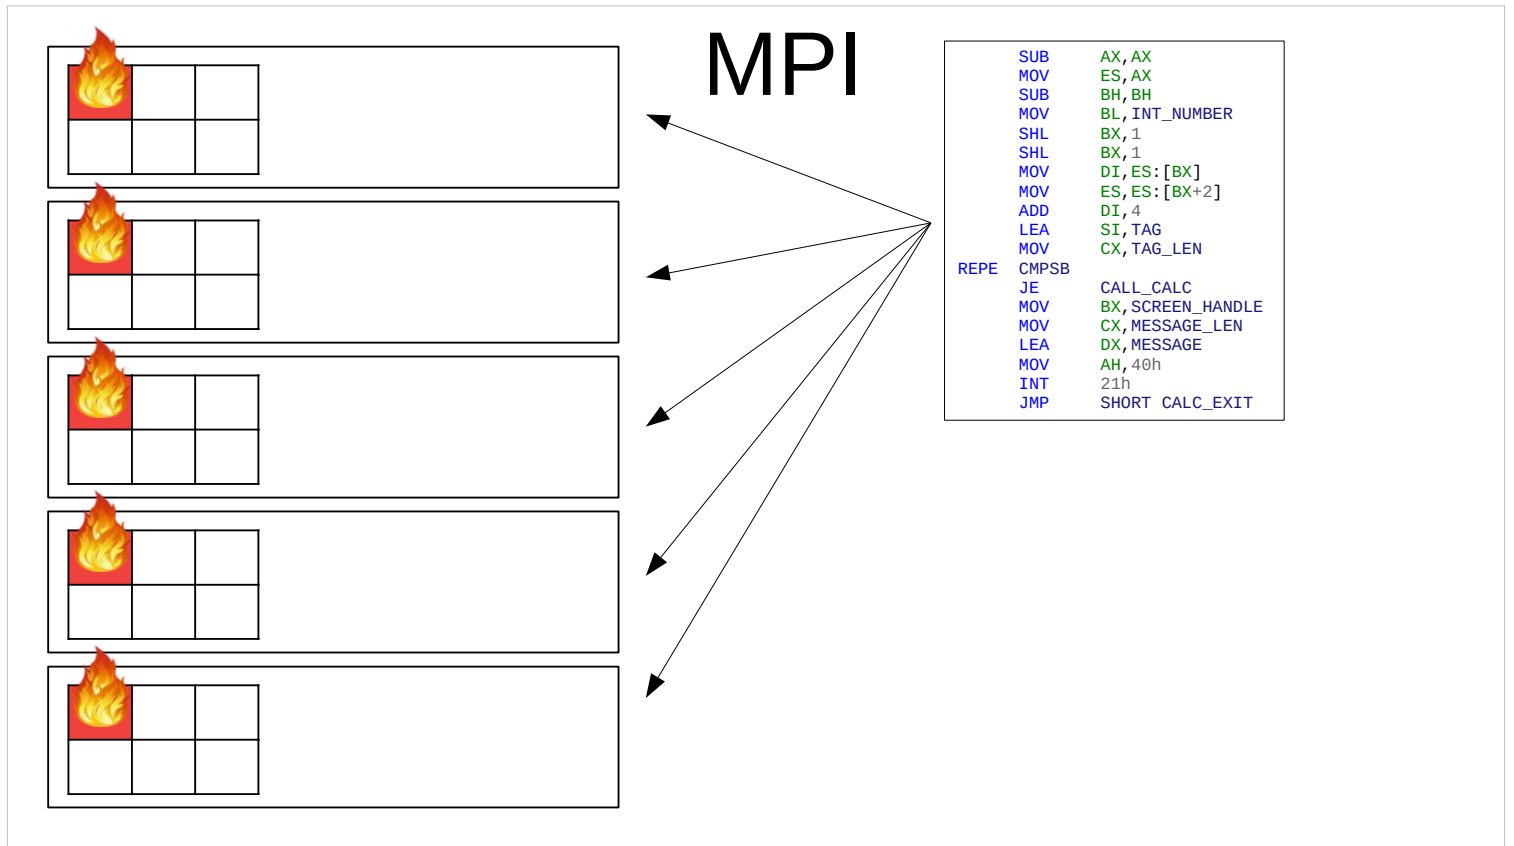 MPI
SUB AX,AX
MOV ES,AX
SUB BH,BH
MOV BL,INT_NUMBER
SHL BX,1
SHL BX,1
MOV DI,ES:[BX]
MOV ES,ES:[BX+2]
ADD DI,4
LEA SI,TAG
MOV CX,TAG_LEN
REPE CMPSB
JE CALL_CALC
MOV BX,SCREEN_HANDLE
MOV CX,MESSAGE_LEN
LEA DX,MESSAGE
MOV AH,40h
INT 21h
JMP SHORT CALC_EXIT